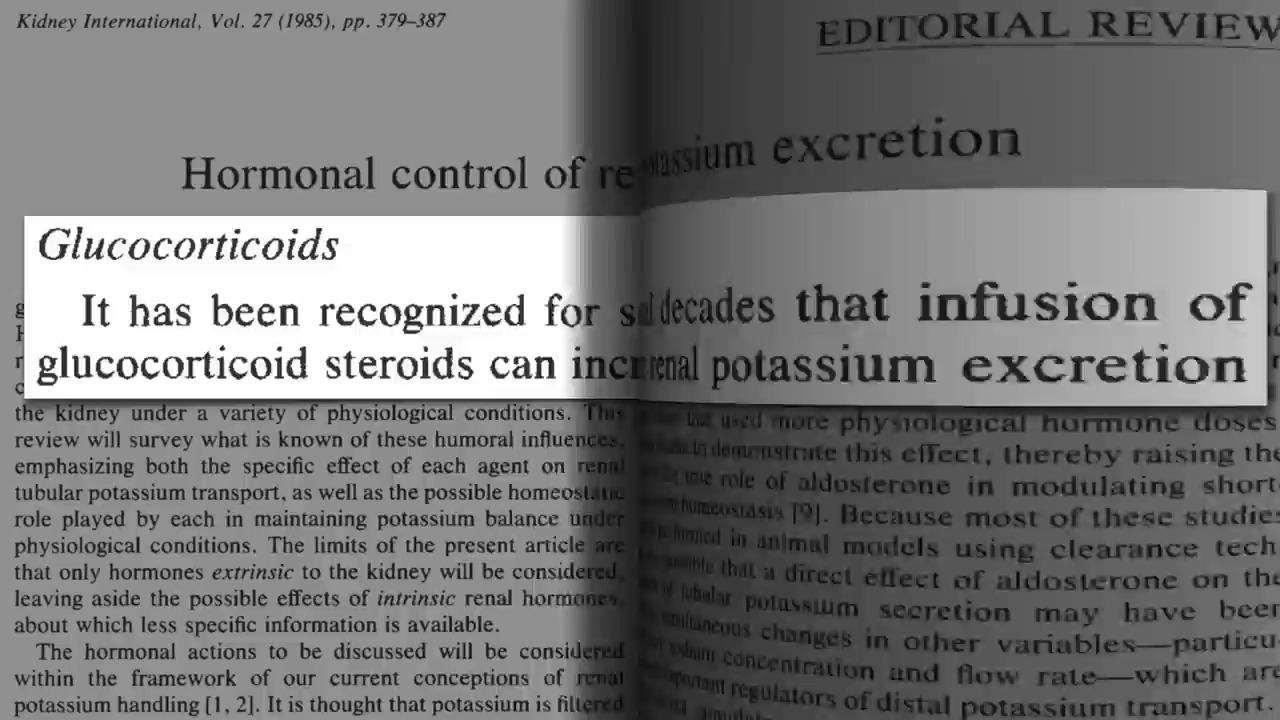 Kidney International, Vol. 27 (1985), pp. 379–387
EDITORIAL REVIEW
Hormonal control of re excretion
Glucocorticoids
It has been recognized for decades that infusion of
glucocorticoid steroids can renal potassium excretion
the kidney under a variety of physiological conditions. This
review will survey what is known of these humoral influences,
emphasizing both the specific effect of each agent on renal
tubular potassium transport, as well as the possible homeostatic
role played by each in maintaining potassium balance under
physiological conditions. The limits of the present article are
that only hormones extrinsic to the kidney will be considered,
leaving aside the possible effects of intrinsic renal hormones,
about which less specific information is available.
The hormonal actions to be discussed will be considered
within the framework of our current conceptions of renal
potassium handling [1, 2]. It is thought that potassium is filtered
that used more physiological hormone doses
demonstrate this effect, thereby raising the
role of aldosterone in modulating short
homeostasis [9]. Because most of these studies
in animal models using clearance tech
that a direct effect of aldosterone on the
tubular potassium secretion may have been
changes in other variables—particu
concentration and flow rate—which are
regulators of distal potassium transport.